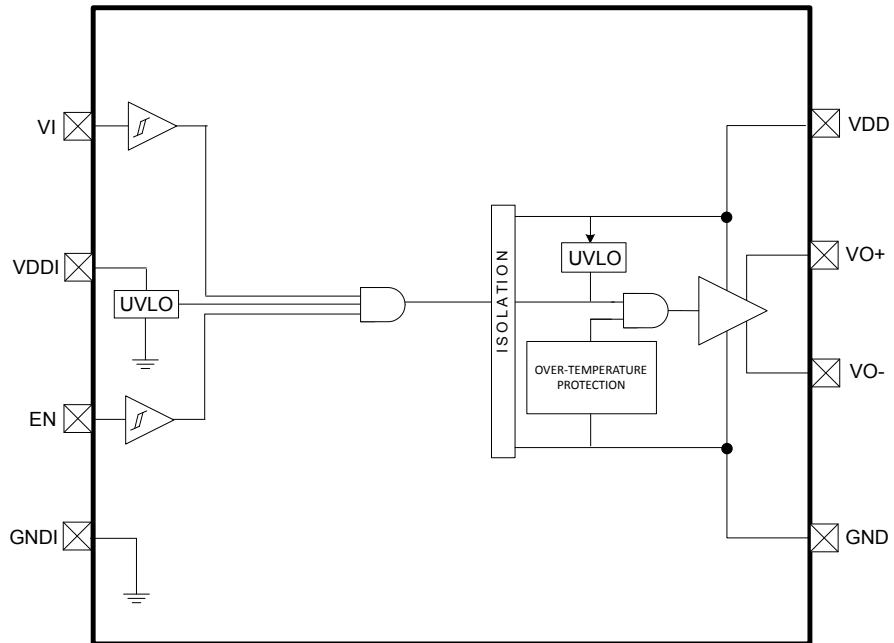 VI
VDDI
UVLO
EN
GNDI
ISOLATION
UVLO
OVER-TEMPERATURE
PROTECTION
VDD
VO+
VO-
GND